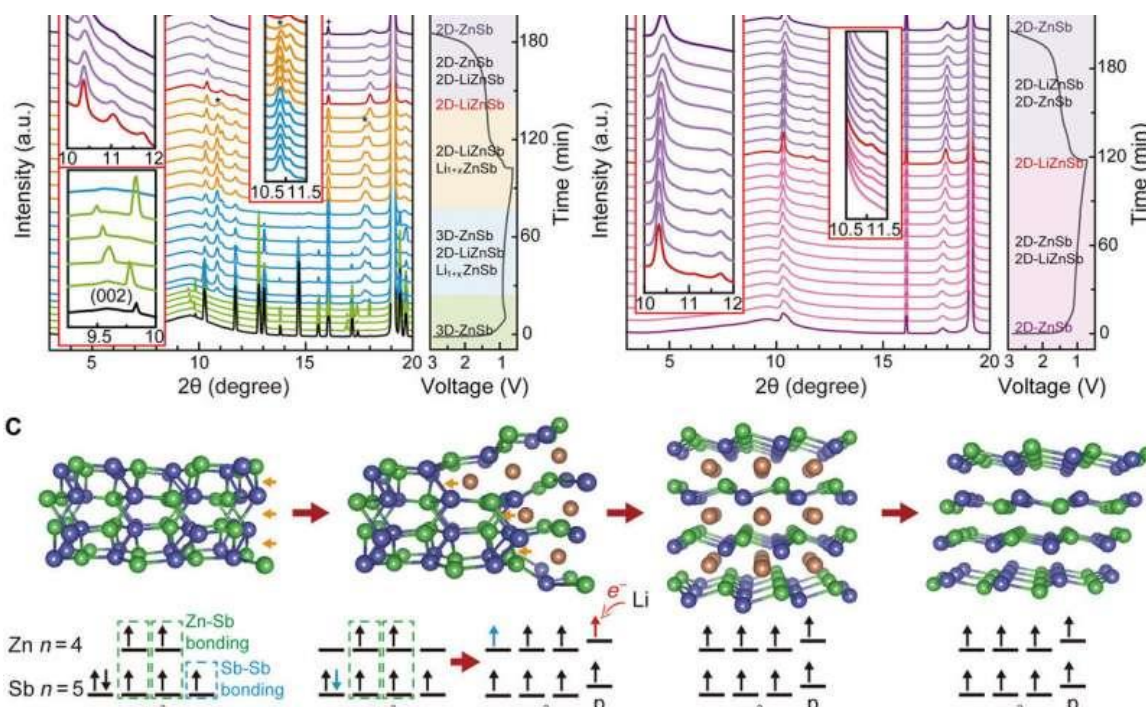 Intensity (a.u.)
10 11 12
9.5 10
(002)
10.5 11.5
5 10 15 20
2θ (degree)
2D-ZnSb
2D-ZnSb
2D-LiZnSb
2D-LiZnSb
2D-LiZnSb
Li1+xZnSb
3D-ZnSb
2D-LiZnSb
Li1+xZnSb
3D-ZnSb
180
120
60
0
Time (min)
3 2 1
Voltage (V)
Intensity (a.u.)
10 11 12
10.5 11.5
5 10 15 20
2θ (degree)
2D-ZnSb
2D-LiZnSb
2D-ZnSb
2D-LiZnSb
2D-ZnSb
2D-LiZnSb
2D-ZnSb
180
120
60
0
Time (min)
3 2 1
Voltage (V)
C
Zn n = 4
Zn-Sb
bonding
e⁻
Li
Sb n = 5
Sb-Sb
bonding
p
p
p